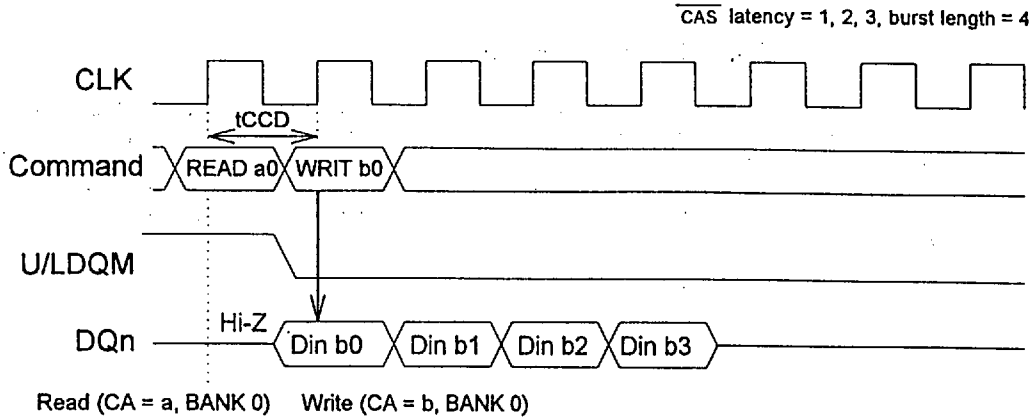 CAS latency = 1, 2, 3, burst length = 4
CLK
tCCD
Command READ a0 WRIT b0
U/LDQM
Hi-Z
DQn Din b0 Din b1 Din b2 Din b3
Read (CA = a, BANK 0) Write (CA = b, BANK 0)